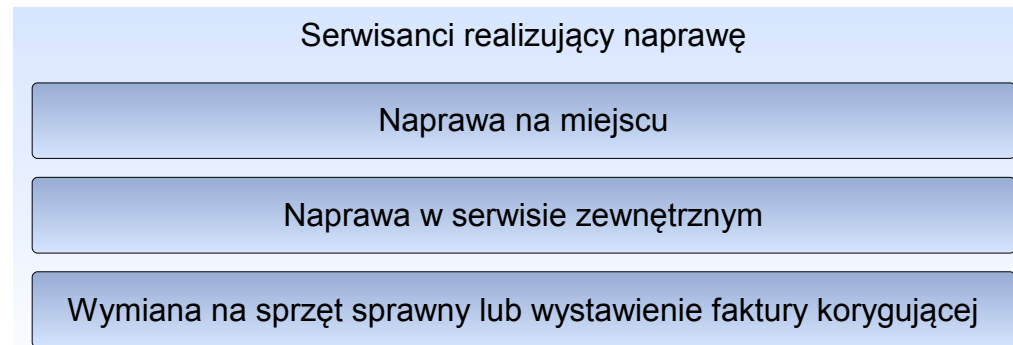 Serwisanci realizujący naprawę
Naprawa na miejscu
Naprawa w serwisie zewnętrznym
Wymiana na sprzęt sprawny lub wystawienie faktury korygującej